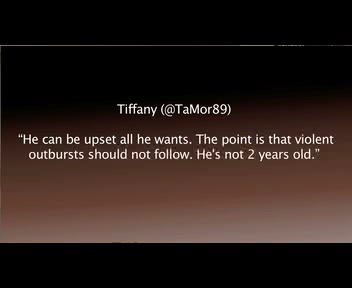 Tiffany (@TaMor89)
“He can be upset all he wants. The point is that violent
outbursts should not follow. He's not 2 years old.”